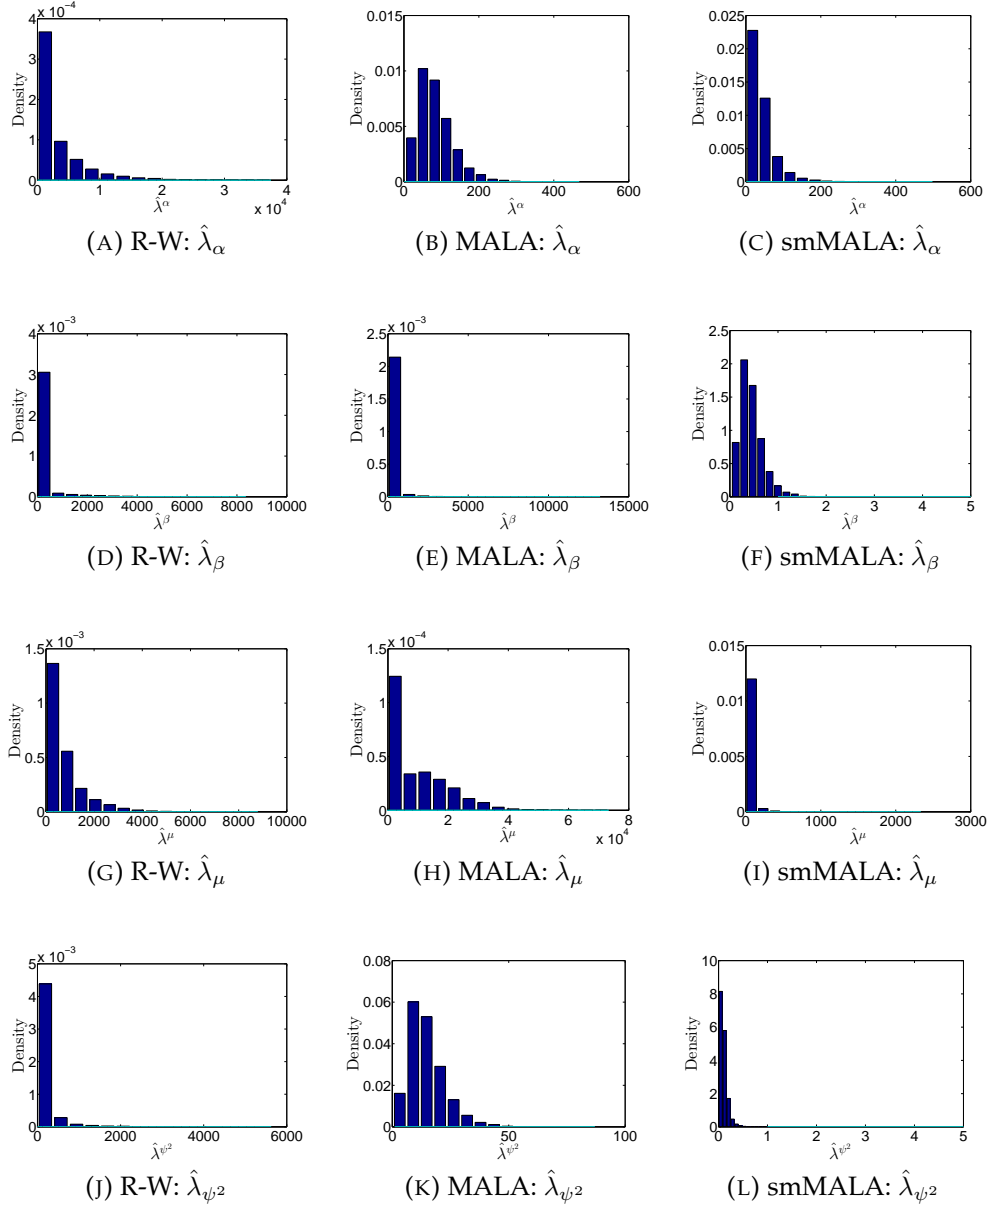 4 x 10⁻⁴
3
2
1
0
0 1 2 3 4
x 10⁴
Density
λ̂^α
(A) R-W: λ̂_α
0.015
0.01
0.005
0
0 200 400 600
Density
λ̂^α
(B) MALA: λ̂_α
0.025
0.02
0.015
0.01
0.005
0
0 200 400 600
Density
λ̂^α
(C) smMALA: λ̂_α
4 x 10⁻³
3
2
1
0
0 2000 4000 6000 8000 10000
Density
λ̂^β
(D) R-W: λ̂_β
2.5 x 10⁻³
2
1.5
1
0.5
0
0 5000 10000 15000
Density
λ̂^β
(E) MALA: λ̂_β
2.5
2
1.5
1
0.5
0
0 1 2 3 4 5
Density
λ̂^β
(F) smMALA: λ̂_β
1.5 x 10⁻³
1
0.5
0
0 2000 4000 6000 8000 10000
Density
λ̂^μ
(G) R-W: λ̂_μ
1.5 x 10⁻⁴
1
0.5
0
0 2 4 6 8
x 10⁴
Density
λ̂^μ
(H) MALA: λ̂_μ
0.015
0.01
0.005
0
0 1000 2000 3000
Density
λ̂^μ
(I) smMALA: λ̂_μ
5 x 10⁻³
4
3
2
1
0
0 2000 4000 6000
Density
λ̂^ψ²
(J) R-W: λ̂_ψ²
0.08
0.06
0.04
0.02
0
0 50 100
Density
λ̂^ψ²
(K) MALA: λ̂_ψ²
10
8
6
4
2
0
0 1 2 3 4 5
Density
λ̂^ψ²
(L) smMALA: λ̂_ψ²